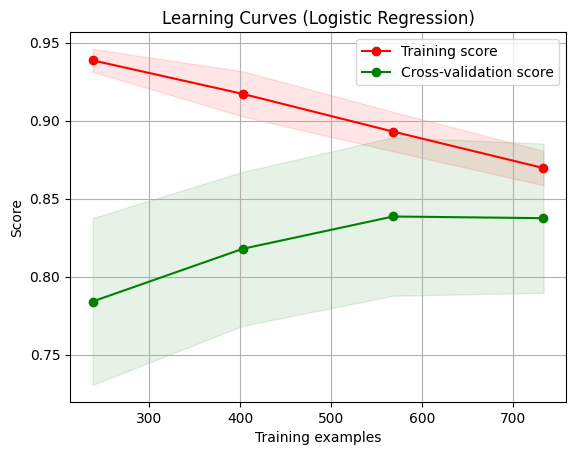 Learning Curves (Logistic Regression)
Training score
Cross-validation score
0.95
0.90
0.85
0.80
0.75
Score
300 400 500 600 700
Training examples